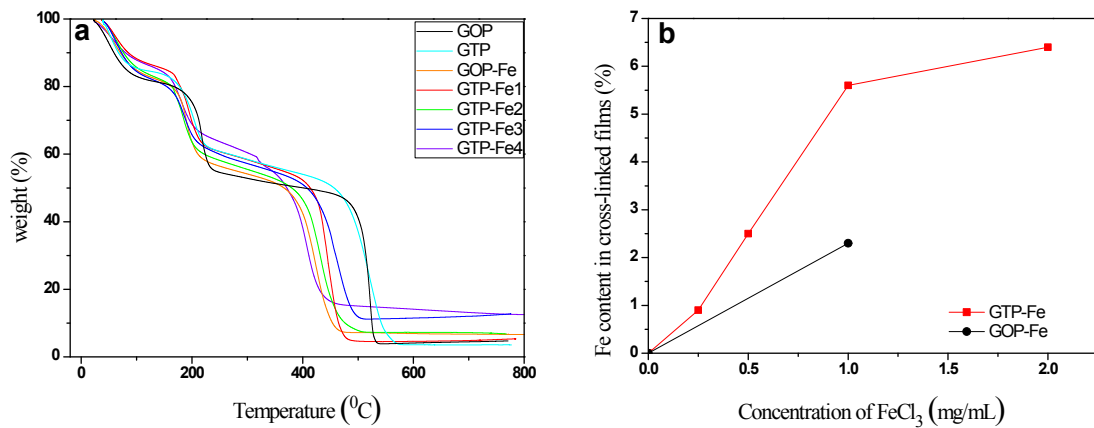 a
GOP
GTP
GOP-Fe
GTP-Fe1
GTP-Fe2
GTP-Fe3
GTP-Fe4
100
80
60
40
20
0
weight (%)
0
200
400
600
800
Temperature (⁰C)
b
7
6
5
4
3
2
1
0
Fe content in cross-linked films (%)
GTP-Fe
GOP-Fe
0.0
0.5
1.0
1.5
2.0
Concentration of FeCl₃ (mg/mL)